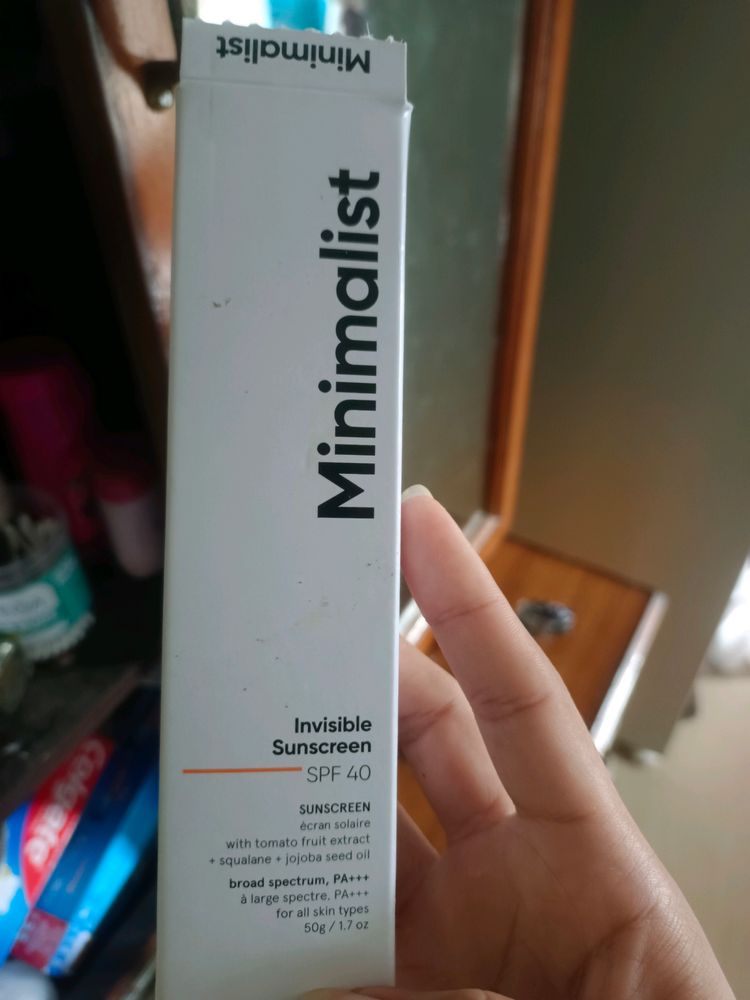 Minimalist
Minimalist
Invisible
Sunscreen
SPF 40
SUNSCREEN
écran solaire
with tomato fruit extract
+ squalane + jojoba seed oil
broad spectrum, PA+++
à large spectre, PA+++
for all skin types
50g / 1.7 oz
Colgate